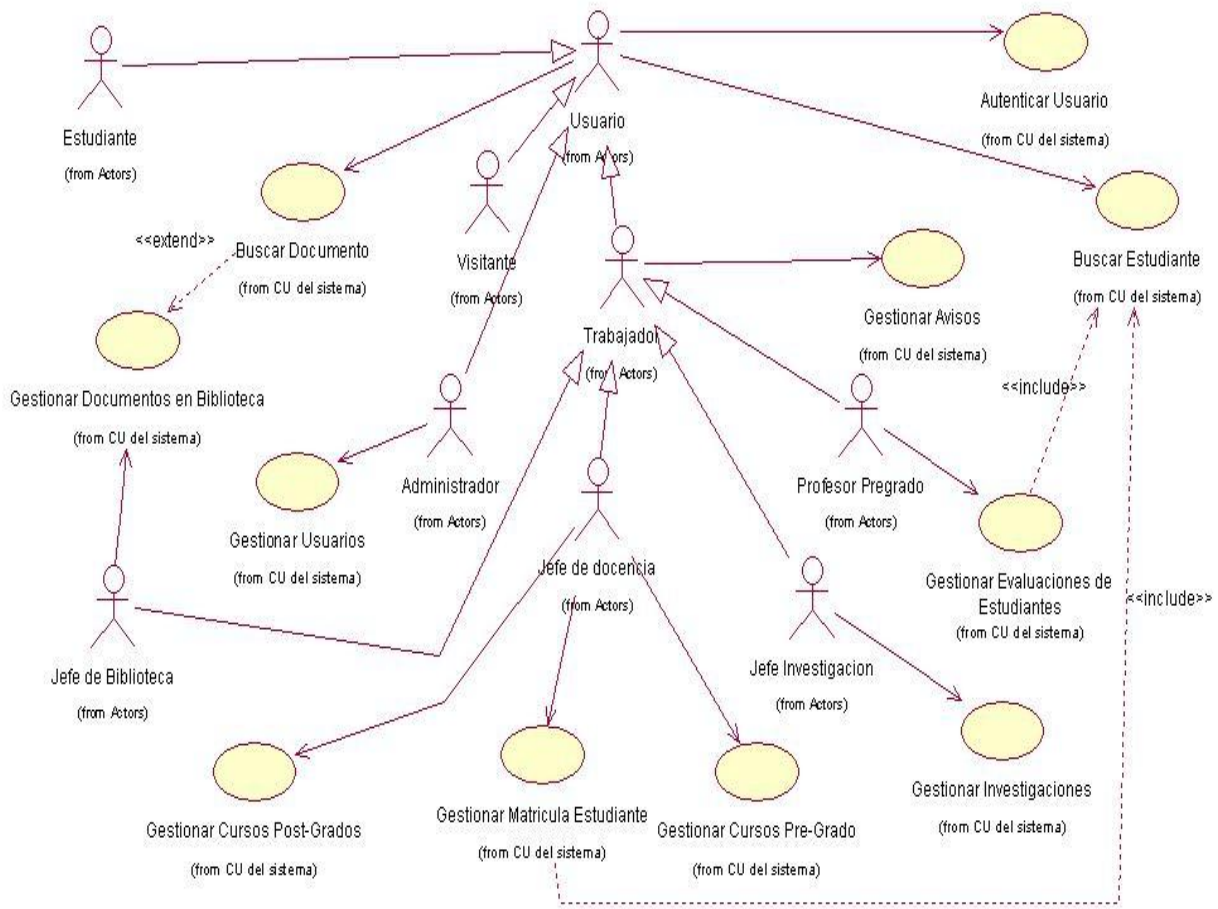 Estudiante
(from Actors)
Usuario
(from Actors)
Autenticar Usuario
(from CU del sistema)
<<extend>>
Buscar Documento
(from CU del sistema)
Visitante
(from Actors)
Buscar Estudiante
(from CU del sistema)
Trabajador
(from Actors)
Gestionar Avisos
(from CU del sistema)
Gestionar Documentos en Biblioteca
(from CU del sistema)
<<include>>
Administrador
(from Actors)
Profesor Pregrado
(from Actors)
Gestionar Usuarios
(from CU del sistema)
Jefe de docencia
(from Actors)
Gestionar Evaluaciones de
Estudiantes
(from CU del sistema)
<<include>>
Jefe de Biblioteca
(from Actors)
Jefe Investigacion
(from Actors)
Gestionar Investigaciones
(from CU del sistema)
Gestionar Cursos Post-Grados
(from CU del sistema)
Gestionar Matricula Estudiante
(from CU del sistema)
Gestionar Cursos Pre-Grado
(from CU del sistema)